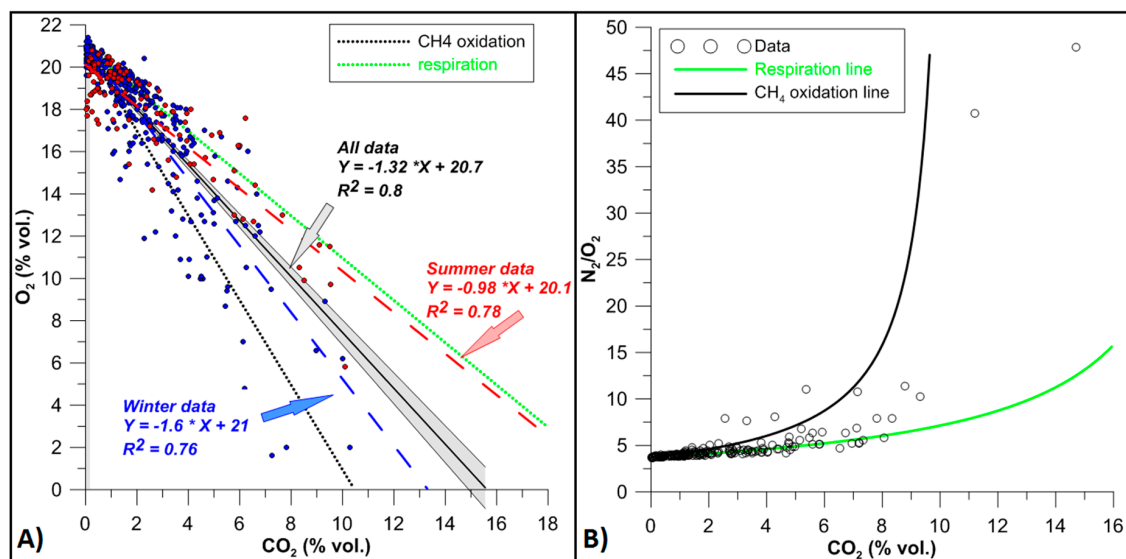 22
20
18
16
14
12
10
8
6
4
2
0
O2 (% vol.)
CH4 oxidation
respiration
All data
Y = -1.32 *X + 20.7
R2 = 0.8
Summer data
Y = -0.98 *X + 20.1
R2 = 0.78
Winter data
Y = -1.6 * X + 21
R2 = 0.76
0 2 4 6 8 10 12 14 16 18
CO2 (% vol.)
A)
50
45
40
35
30
25
20
15
10
5
0
N2/O2
Data
Respiration line
CH4 oxidation line
0 2 4 6 8 10 12 14 16
CO2 (% vol.)
B)